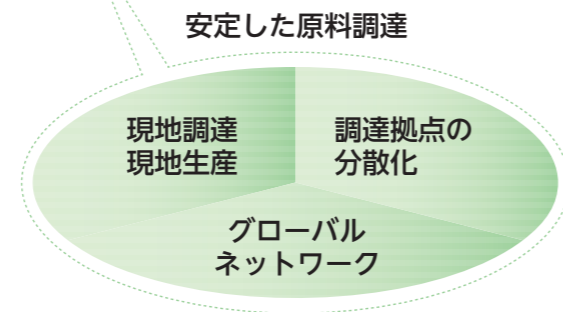 安定した原料調達
現地調達
現地生産
調達拠点の
分散化
グローバル
ネットワーク